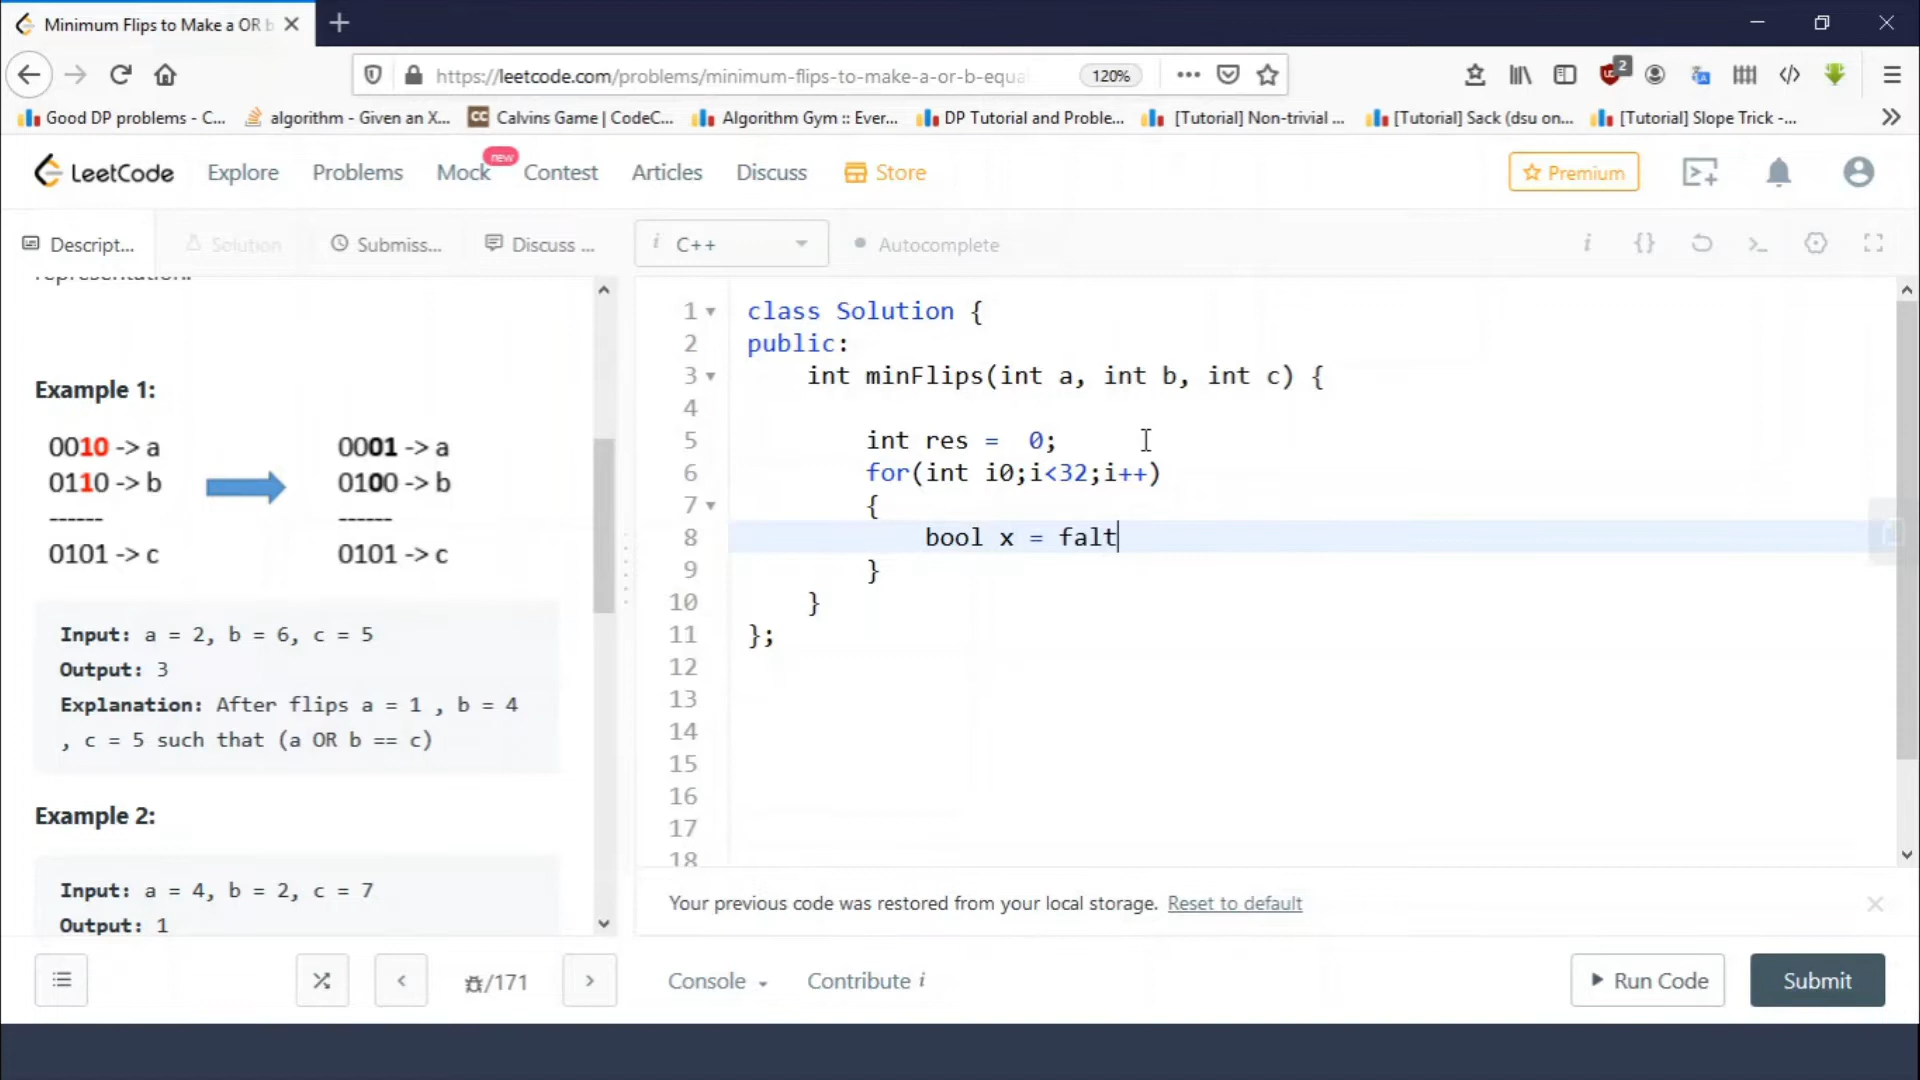 Minimum Flips to Make a OR b
https://leetcode.com/problems/minimum-flips-to-make-a-or-b-equa 120%
2
Good DP problems - C... algorithm - Given an X... CC Calvins Game | CodeC... Algorithm Gym :: Ever... DP Tutorial and Proble... [Tutorial] Non-trivial ... [Tutorial] Sack (dsu on... [Tutorial] Slope Trick -...
LeetCode Explore Problems Mock new Contest Articles Discuss Store Premium
Descript... Solution Submiss... Discuss ... i C++ Autocomplete
representation.
Example 1:
0010 -> a 0001 -> a
0110 -> b 0100 -> b
------ ------
0101 -> c 0101 -> c
Input: a = 2, b = 6, c = 5
Output: 3
Explanation: After flips a = 1 , b = 4
, c = 5 such that (a OR b == c)
Example 2:
Input: a = 4, b = 2, c = 7
Output: 1
1 class Solution {
2 public:
3 int minFlips(int a, int b, int c) {
4
5 int res = 0;
6 for(int i0;i<32;i++)
7 {
8 bool x = falt
9 }
10 }
11 };
12
13
14
15
16
17
18
Your previous code was restored from your local storage. Reset to default
/171 Console Contribute i Run Code Submit